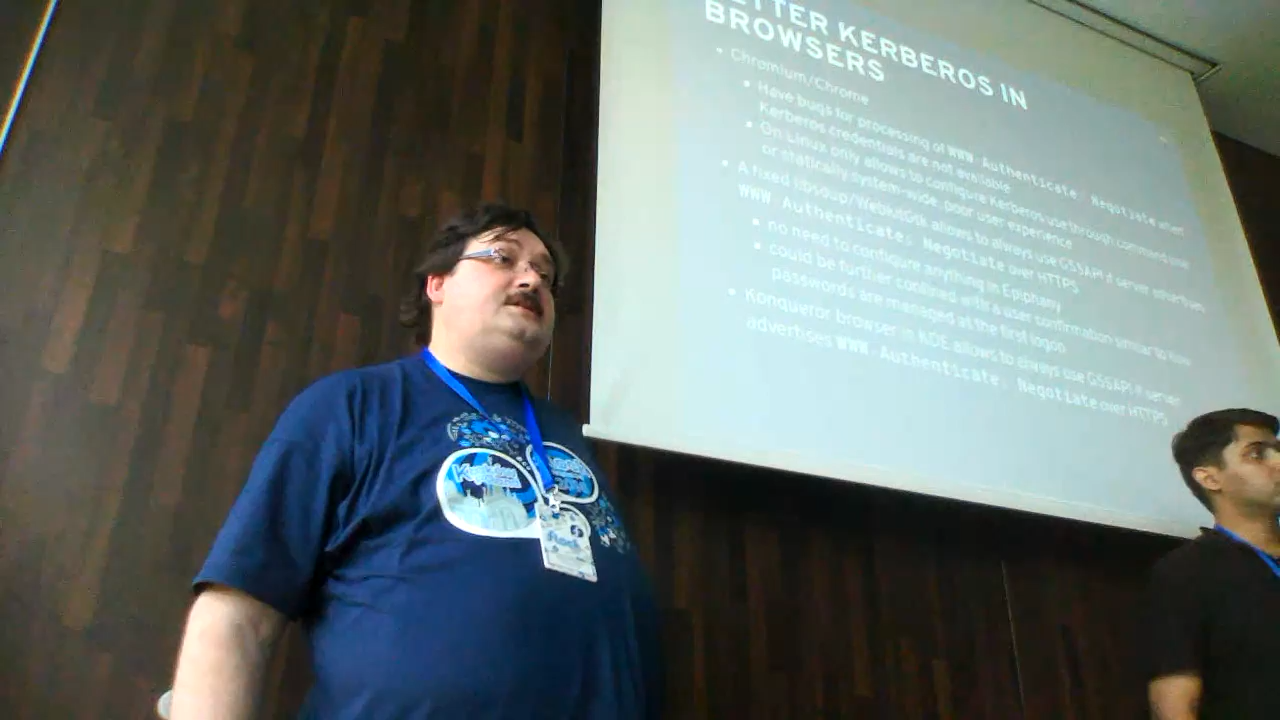 ETTER KERBEROS IN
BROWSERS
• Chromium/Chrome
• Have bugs for processing of WWW-Authenticate: Negotiate when
Kerberos credentials are not available
• On Linux only allows to configure Kerberos use through command line
or statically system-wide, poor user experience
• A fixed libsoup/WebkitGtk allows to always use GSSAPI if server advertises
WWW-Authenticate: Negotiate over HTTPS
• no need to configure anything in Epiphany
• could be further confined with a user confirmation similar to how
passwords are managed at the first logon
• Konqueror browser in KDE allows to always use GSSAPI if server
advertises WWW-Authenticate: Negotiate over HTTPS